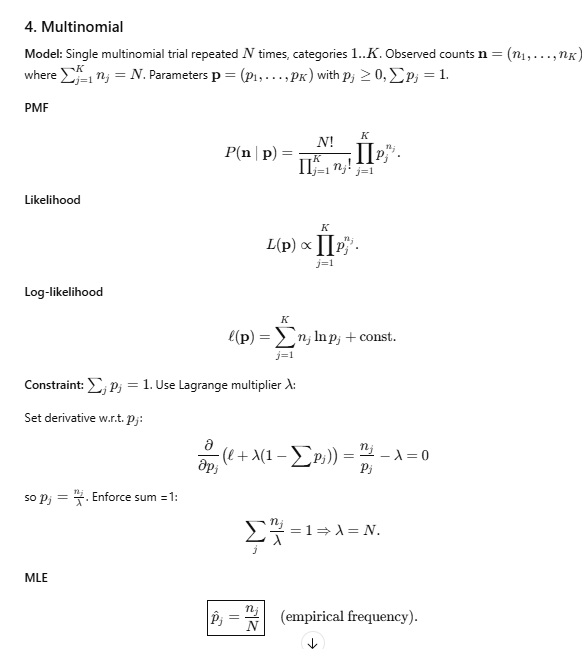 4. Multinomial
Model: Single multinomial trial repeated N times, categories 1..K. Observed counts n = (n₁, …, n_K)
where ∑_{j=1}^{K} n_j = N. Parameters p = (p₁, …, p_K) with p_j ≥ 0, ∑ p_j = 1.
PMF
P(n | p) = N! / ∏_{j=1}^{K} n_j! ∏_{j=1}^{K} p_j^{n_j}.
Likelihood
L(p) ∝ ∏_{j=1}^{K} p_j^{n_j}.
Log-likelihood
ℓ(p) = ∑_{j=1}^{K} n_j ln p_j + const.
Constraint: ∑_j p_j = 1. Use Lagrange multiplier λ:
Set derivative w.r.t. p_j:
∂/∂p_j (ℓ + λ(1 − ∑ p_j)) = n_j/p_j − λ = 0
so p_j = n_j/λ. Enforce sum =1:
∑_j n_j/λ = 1 ⇒ λ = N.
MLE
p̂_j = n_j/N (empirical frequency).